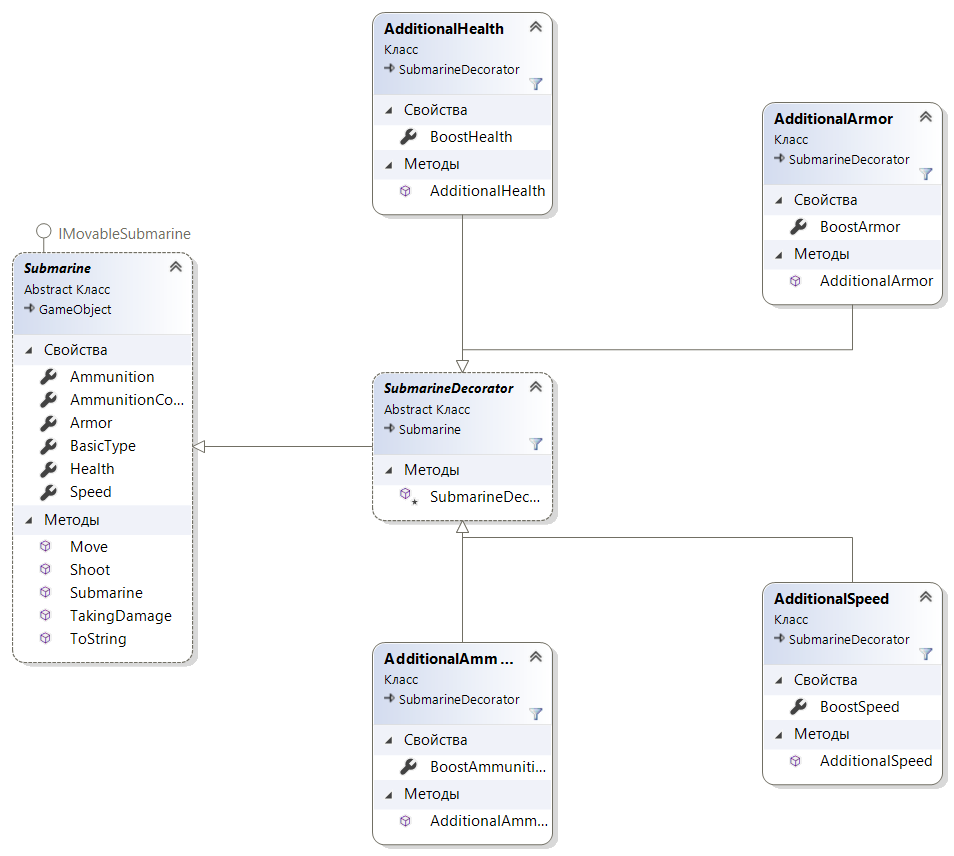 IMovableSubmarine
Submarine
Abstract Класс
GameObject
Свойства
Ammunition
AmmunitionCo...
Armor
BasicType
Health
Speed
Методы
Move
Shoot
Submarine
TakingDamage
ToString
AdditionalHealth
Класс
SubmarineDecorator
Свойства
BoostHealth
Методы
AdditionalHealth
AdditionalArmor
Класс
SubmarineDecorator
Свойства
BoostArmor
Методы
AdditionalArmor
SubmarineDecorator
Abstract Класс
Submarine
Методы
SubmarineDec...
AdditionalAmm ...
Класс
SubmarineDecorator
Свойства
BoostAmmuniti...
Методы
AdditionalAmm...
AdditionalSpeed
Класс
SubmarineDecorator
Свойства
BoostSpeed
Методы
AdditionalSpeed